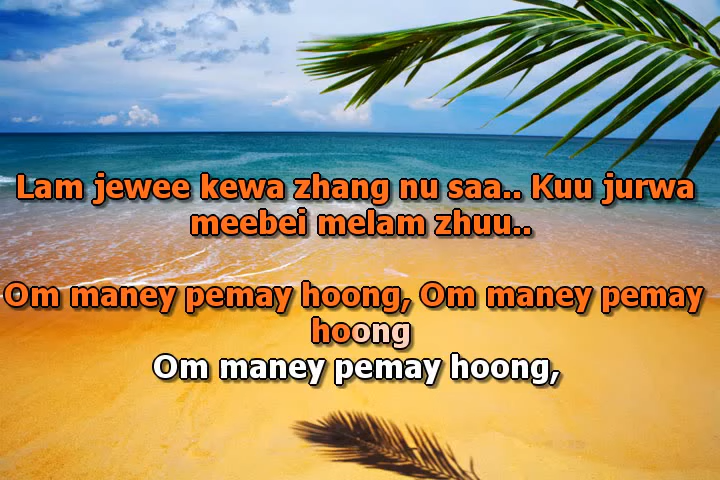 Lam jewee kewa zhang nu saa.. Kuu jurwa
meebei melam zhuu..
Om maney pemay hoong, Om maney pemay
hoong
Om maney pemay hoong,